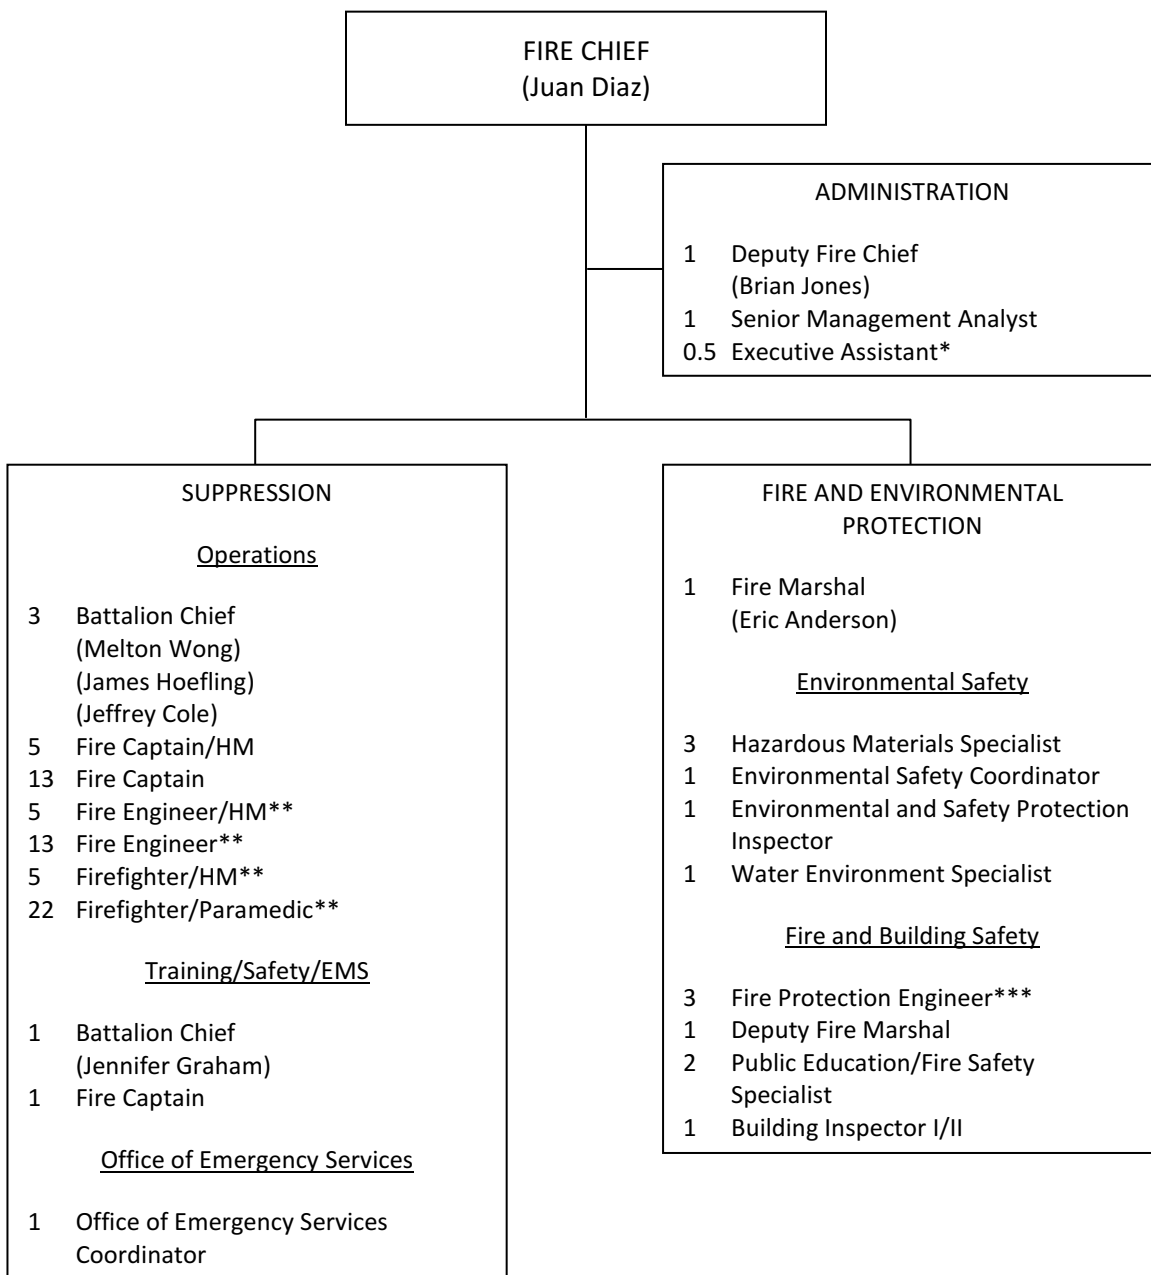 FIRE CHIEF
(Juan Diaz)
ADMINISTRATION
1 Deputy Fire Chief
(Brian Jones)
1 Senior Management Analyst
0.5 Executive Assistant*
SUPPRESSION
Operations
3 Battalion Chief
(Melton Wong)
(James Hoefling)
(Jeffrey Cole)
5 Fire Captain/HM
13 Fire Captain
5 Fire Engineer/HM**
13 Fire Engineer**
5 Firefighter/HM**
22 Firefighter/Paramedic**
Training/Safety/EMS
1 Battalion Chief
(Jennifer Graham)
1 Fire Captain
Office of Emergency Services
1 Office of Emergency Services
Coordinator
FIRE AND ENVIRONMENTAL
PROTECTION
1 Fire Marshal
(Eric Anderson)
Environmental Safety
3 Hazardous Materials Specialist
1 Environmental Safety Coordinator
1 Environmental and Safety Protection
Inspector
1 Water Environment Specialist
Fire and Building Safety
3 Fire Protection Engineer***
1 Deputy Fire Marshal
2 Public Education/Fire Safety
Specialist
1 Building Inspector I/II